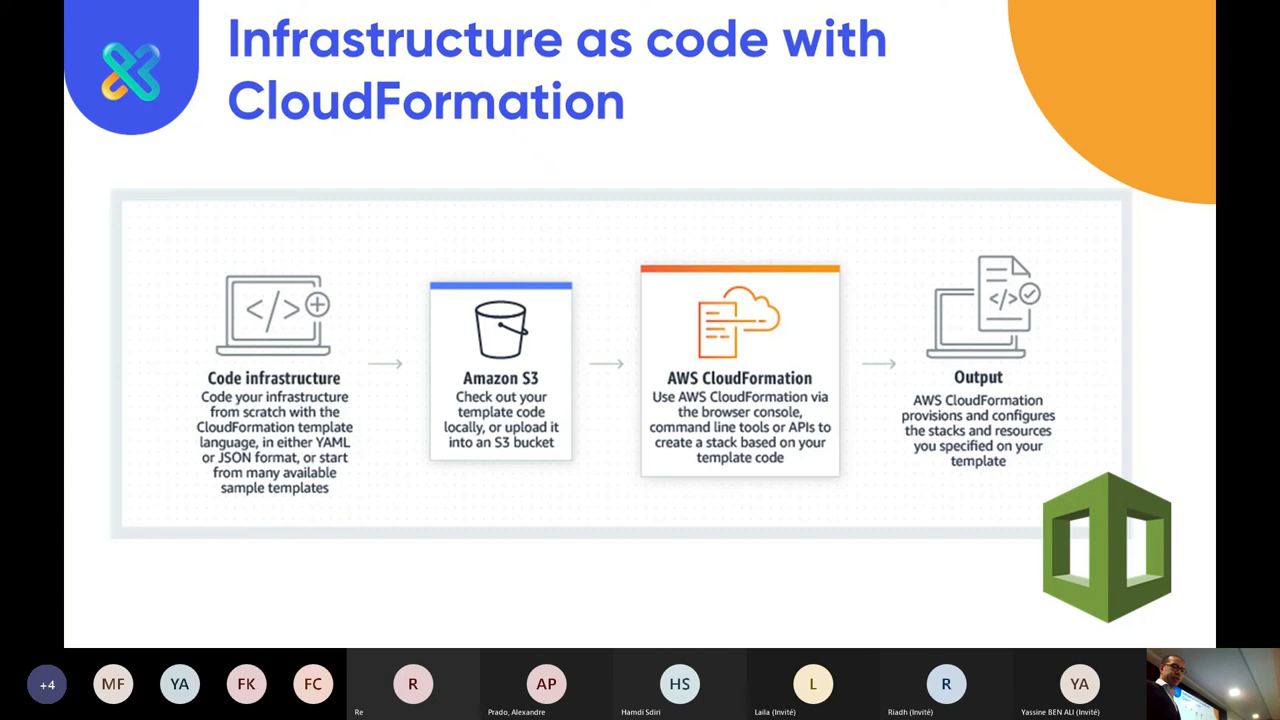 Infrastructure as code with
CloudFormation
</>
Code infrastructure
Code your infrastructure
from scratch with the
CloudFormation template
language, in either YAML
or JSON format, or start
from many available
sample templates
Amazon S3
Check out your
template code
locally, or upload it
into an S3 bucket
AWS CloudFormation
Use AWS CloudFormation via
the browser console,
command line tools or APIs to
create a stack based on your
template code
</>
Output
AWS CloudFormation
provisions and configures
the stacks and resources
you specified on your
template
+4
MF
YA
FK
FC
R
Re
AP
Prado, Alexandre
HS
Hamdi Sdiri
L
Laila (Invité)
R
Riadh (Invité)
YA
Yassine BEN ALI (Invité)